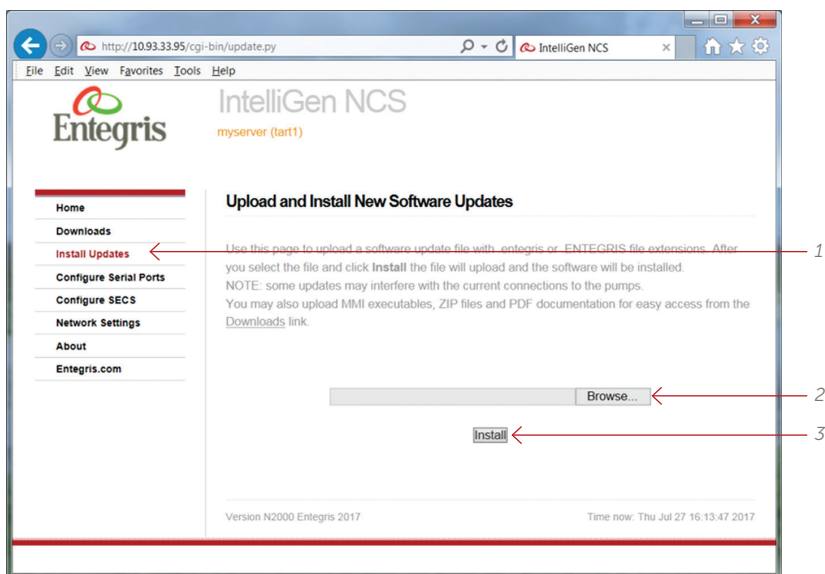 http://10.93.33.95/cgi-bin/update.py
IntelliGen NCS
File Edit View Favorites Tools Help
Entegris
IntelliGen NCS
myserver (tart1)
Home
Downloads
Install Updates
Configure Serial Ports
Configure SECS
Network Settings
About
Entegris.com
Upload and Install New Software Updates
Use this page to upload a software update file with .entegris or .ENTEGRIS file extensions. After
you select the file and click Install the file will upload and the software will be installed.
NOTE: some updates may interfere with the current connections to the pumps.
You may also upload MMI executables, ZIP files and PDF documentation for easy access from the
Downloads link.
Browse...
Install
Version N2000 Entegris 2017
Time now: Thu Jul 27 16:13:47 2017
1
2
3